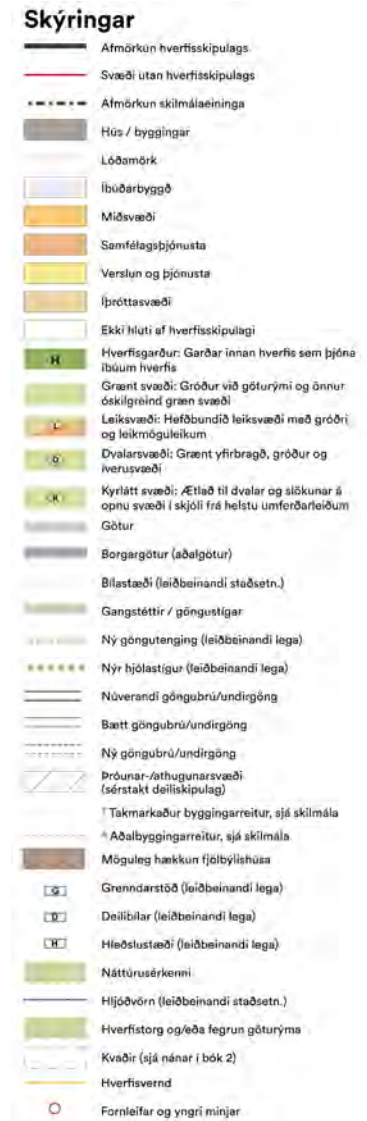 Skýringar
Afmörkun hverfisskipulags
Svæði utan hverfisskipulags
Afmörkun skilmálaeininga
Hús / byggingar
Lóðamörk
Íbúðarbyggð
Miðsvæði
Samfélagsþjónusta
Verslun og þjónusta
Íþróttasvæði
Ekki hluti af hverfisskipulagi
H
Hverfisgarður: Garðar innan hverfis sem þjóna
íbúum hverfis
Grænt svæði: Gróður við göturými og önnur
óskilgreind græn svæði
L
Leiksvæði: Hefðbundið leiksvæði með gróðri
og leikmöguleikum
D
Dvalarsvæði: Grænt yfirbragð, gróður og
íverusvæði
K
Kyrlátt svæði: Ætlað til dvalar og slökunar á
opnu svæði í skjóli frá helstu umferðarleiðum
Götur
Borgargötur (aðalgötur)
Bílastæði (leiðbeinandi staðsetn.)
Gangstéttir / göngustígar
Ný göngutenging (leiðbeinandi lega)
Nýr hjólastígur (leiðbeinandi lega)
Núverandi göngubrú/undirgöng
Bætt göngubrú/undirgöng
Ný göngubrú/undirgöng
Þróunar-/athugunarsvæði
(sérstakt deiliskipulag)
Takmarkaður byggingarreitur, sjá skilmála
Aðalbyggingarreitur, sjá skilmála
Möguleg hækkun fjölbýlishúsa
G
Grenndarstöð (leiðbeinandi lega)
D
Deilibílar (leiðbeinandi lega)
H
Hleðslustæði (leiðbeinandi lega)
Náttúrusérkenni
Hljóðvörn (leiðbeinandi staðsetn.)
Hverfistorg og/eða fegrun göturýma
Kvaðir (sjá nánar í bók 2)
Hverfisvernd
Fornleifar og yngri minjar